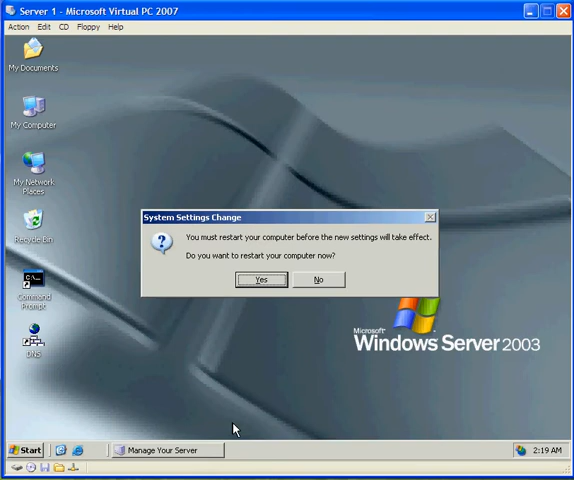 Server 1 - Microsoft Virtual PC 2007
Action Edit CD Floppy Help
My Documents
My Computer
My Network
Places
Recycle Bin
Command
Prompt
DNS
System Settings Change
You must restart your computer before the new settings will take effect.
Do you want to restart your computer now?
Yes No
Microsoft
Windows Server 2003
Start Manage Your Server 2:19 AM